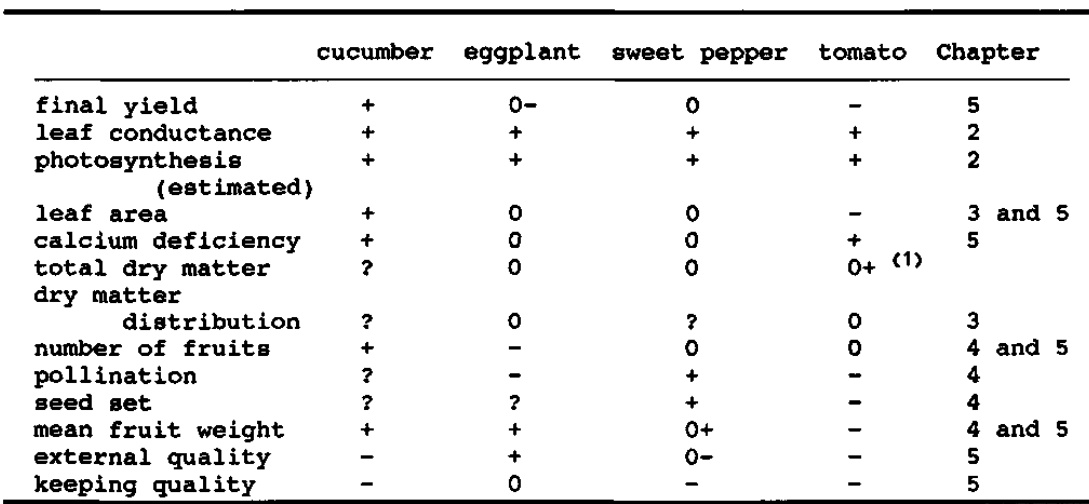 cucumber eggplant sweet pepper tomato Chapter
final yield + 0- 0 - 5
leaf conductance + + + + 2
photosynthesis + + + + 2
(estimated)
leaf area + 0 0 - 3 and 5
calcium deficiency + 0 0 + 5
total dry matter ? 0 0 0+ (1)
dry matter
distribution ? 0 ? 0 3
number of fruits + - 0 0 4 and 5
pollination ? - + - 4
seed set ? ? + - 4
mean fruit weight + + 0+ - 4 and 5
external quality - + 0- - 5
keeping quality - 0 - - 5